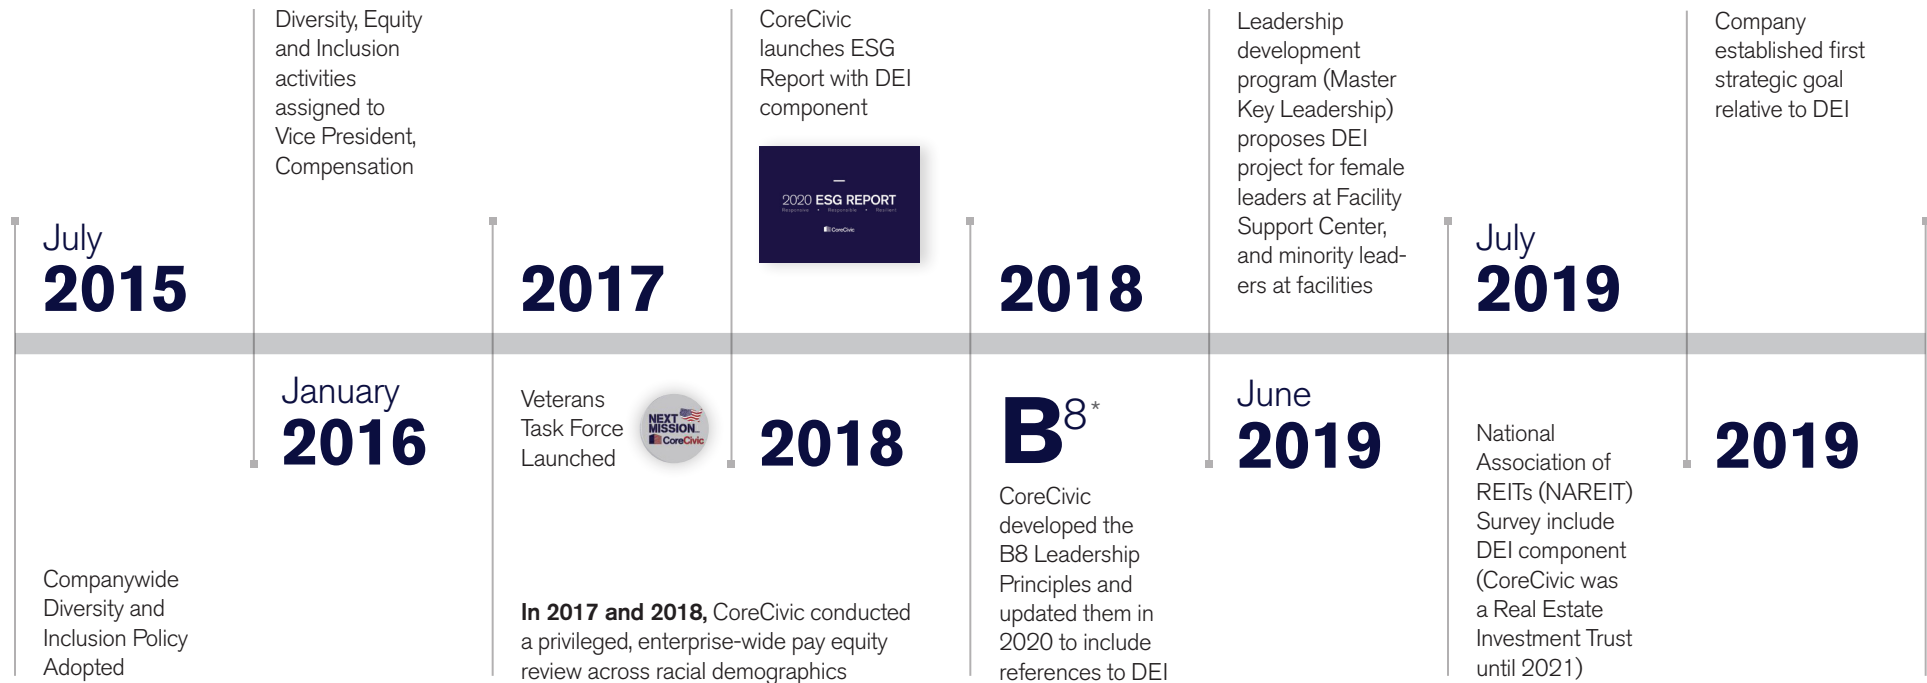 July
2015
Companywide
Diversity and
Inclusion Policy
Adopted
Diversity, Equity
and Inclusion
activities
assigned to
Vice President,
Compensation
January
2016
2017
Veterans
Task Force
Launched
NEXT
MISSION
CoreCivic
In 2017 and 2018, CoreCivic conducted
a privileged, enterprise-wide pay equity
review across racial demographics
CoreCivic
launches ESG
Report with DEI
component
2020 ESG REPORT
Responsive • Responsible • Resilient
CoreCivic
2018
2018
B8*
CoreCivic
developed the
B8 Leadership
Principles and
updated them in
2020 to include
references to DEI
Leadership
development
program (Master
Key Leadership)
proposes DEI
project for female
leaders at Facility
Support Center,
and minority lead-
ers at facilities
June
2019
July
2019
National
Association of
REITs (NAREIT)
Survey include
DEI component
(CoreCivic was
a Real Estate
Investment Trust
until 2021)
Company
established first
strategic goal
relative to DEI
2019